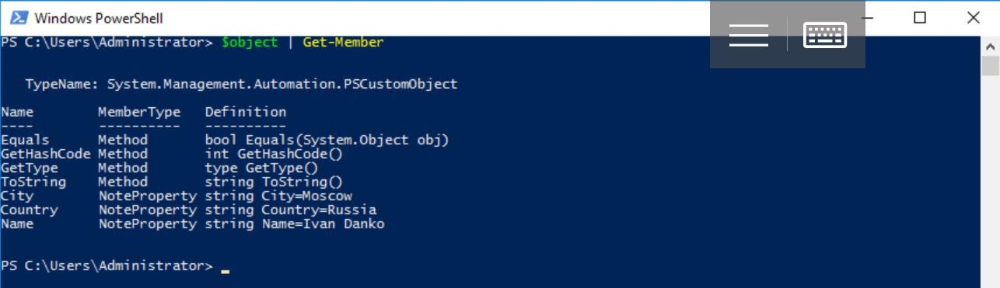 Windows PowerShell
PS C:\Users\Administrator> $object | Get-Member
TypeName: System.Management.Automation.PSCustomObject
Name MemberType Definition
---- ---------- ----------
Equals Method bool Equals(System.Object obj)
GetHashCode Method int GetHashCode()
GetType Method type GetType()
ToString Method string ToString()
City NoteProperty string City=Moscow
Country NoteProperty string Country=Russia
Name NoteProperty string Name=Ivan Danko
PS C:\Users\Administrator> _